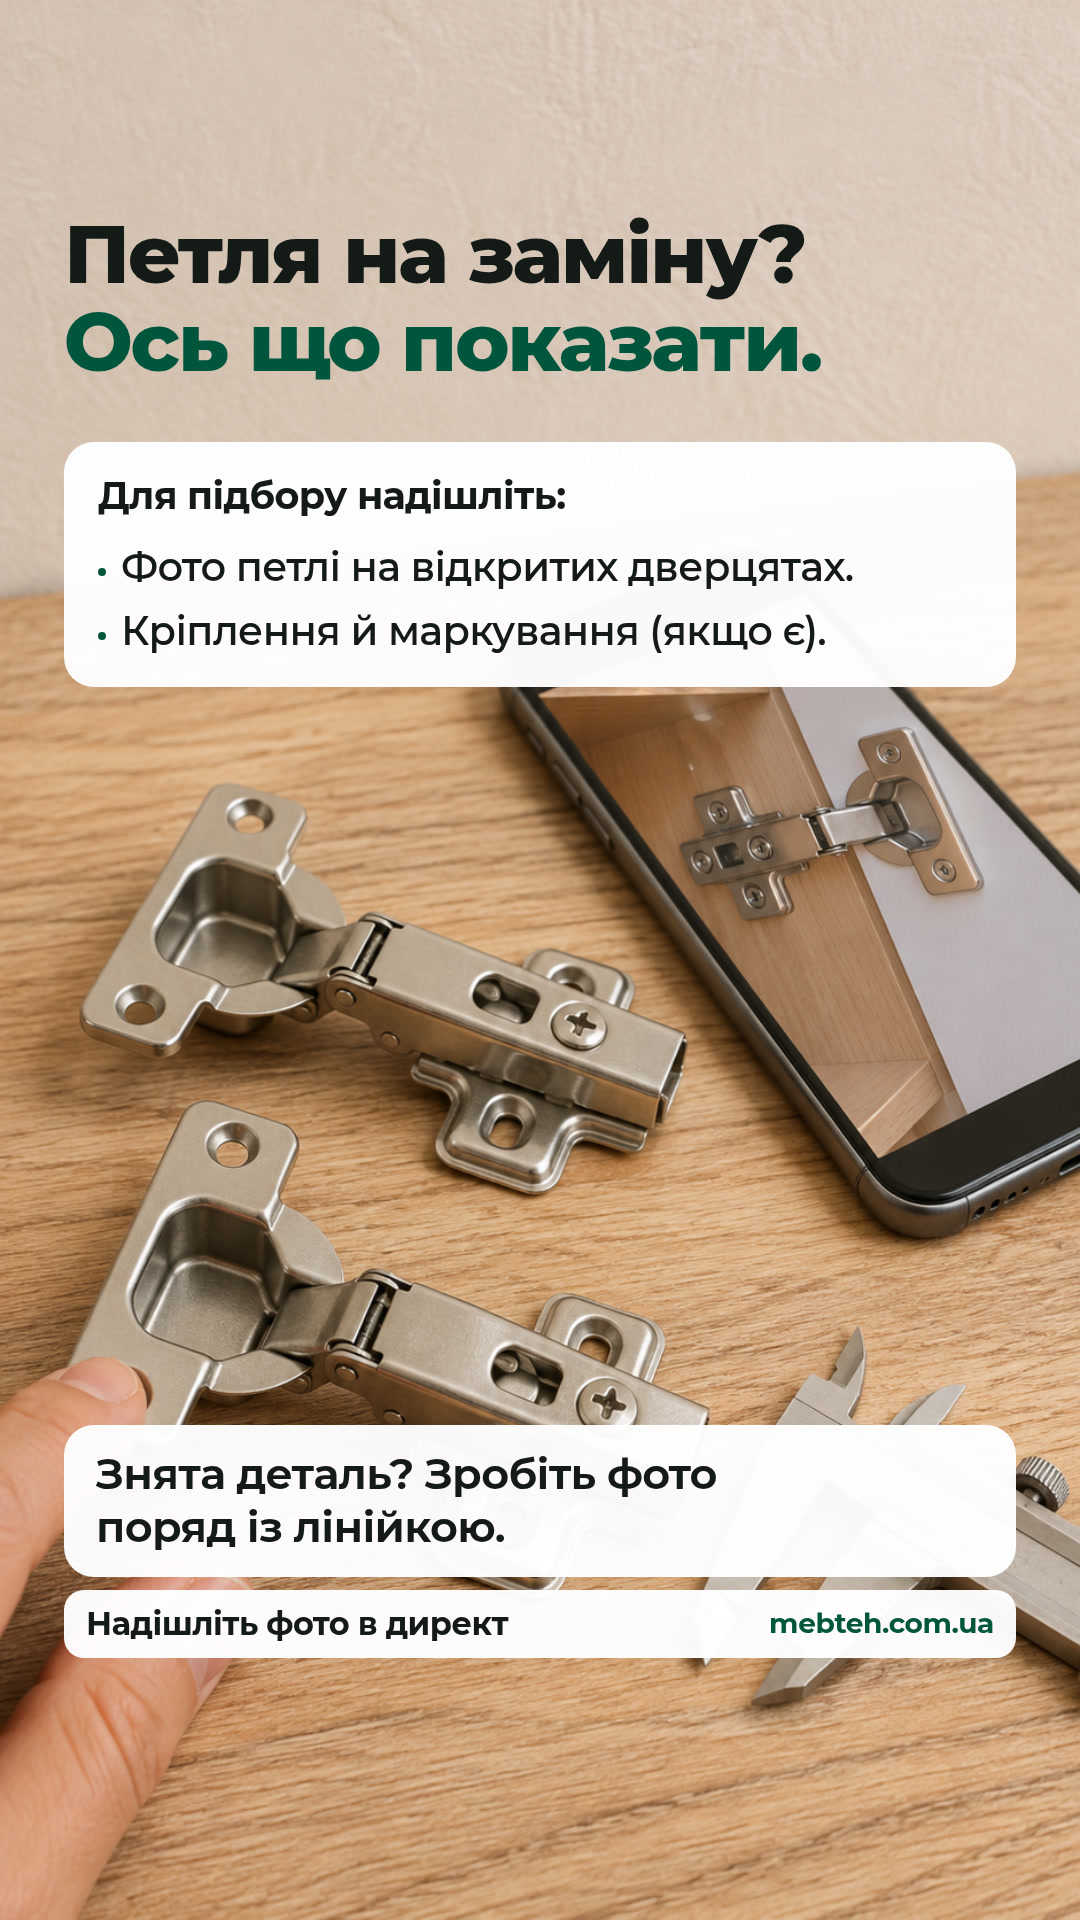 Петля на заміну?
Ось що показати.
Для підбору надішліть:
• Фото петлі на відкритих дверцятах.
• Кріплення й маркування (якщо є).
Знята деталь? Зробіть фото
поряд із лінійкою.
Надішліть фото в директ
mebteh.com.ua